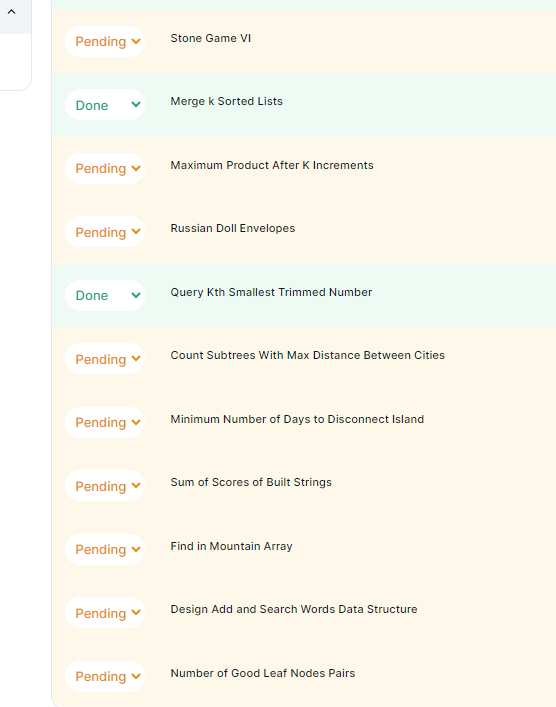 Pending Stone Game VI
Done Merge k Sorted Lists
Pending Maximum Product After K Increments
Pending Russian Doll Envelopes
Done Query Kth Smallest Trimmed Number
Pending Count Subtrees With Max Distance Between Cities
Pending Minimum Number of Days to Disconnect Island
Pending Sum of Scores of Built Strings
Pending Find in Mountain Array
Pending Design Add and Search Words Data Structure
Pending Number of Good Leaf Nodes Pairs